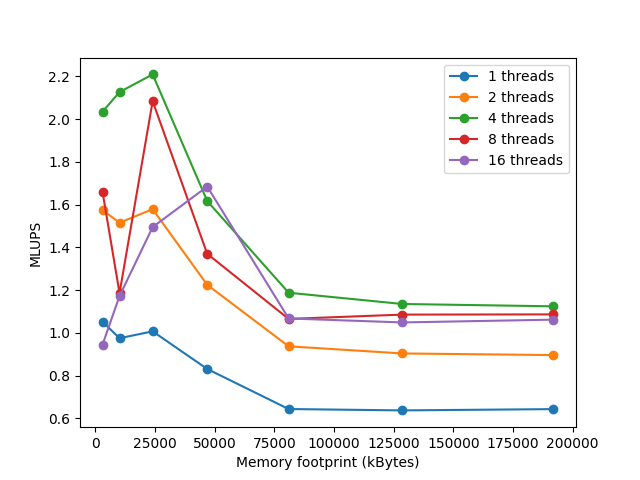 2.2
2.0
1.8
1.6
1.4
1.2
1.0
0.8
0.6
MLUPS
1 threads
2 threads
4 threads
8 threads
16 threads
0 25000 50000 75000 100000 125000 150000 175000 200000
Memory footprint (kBytes)